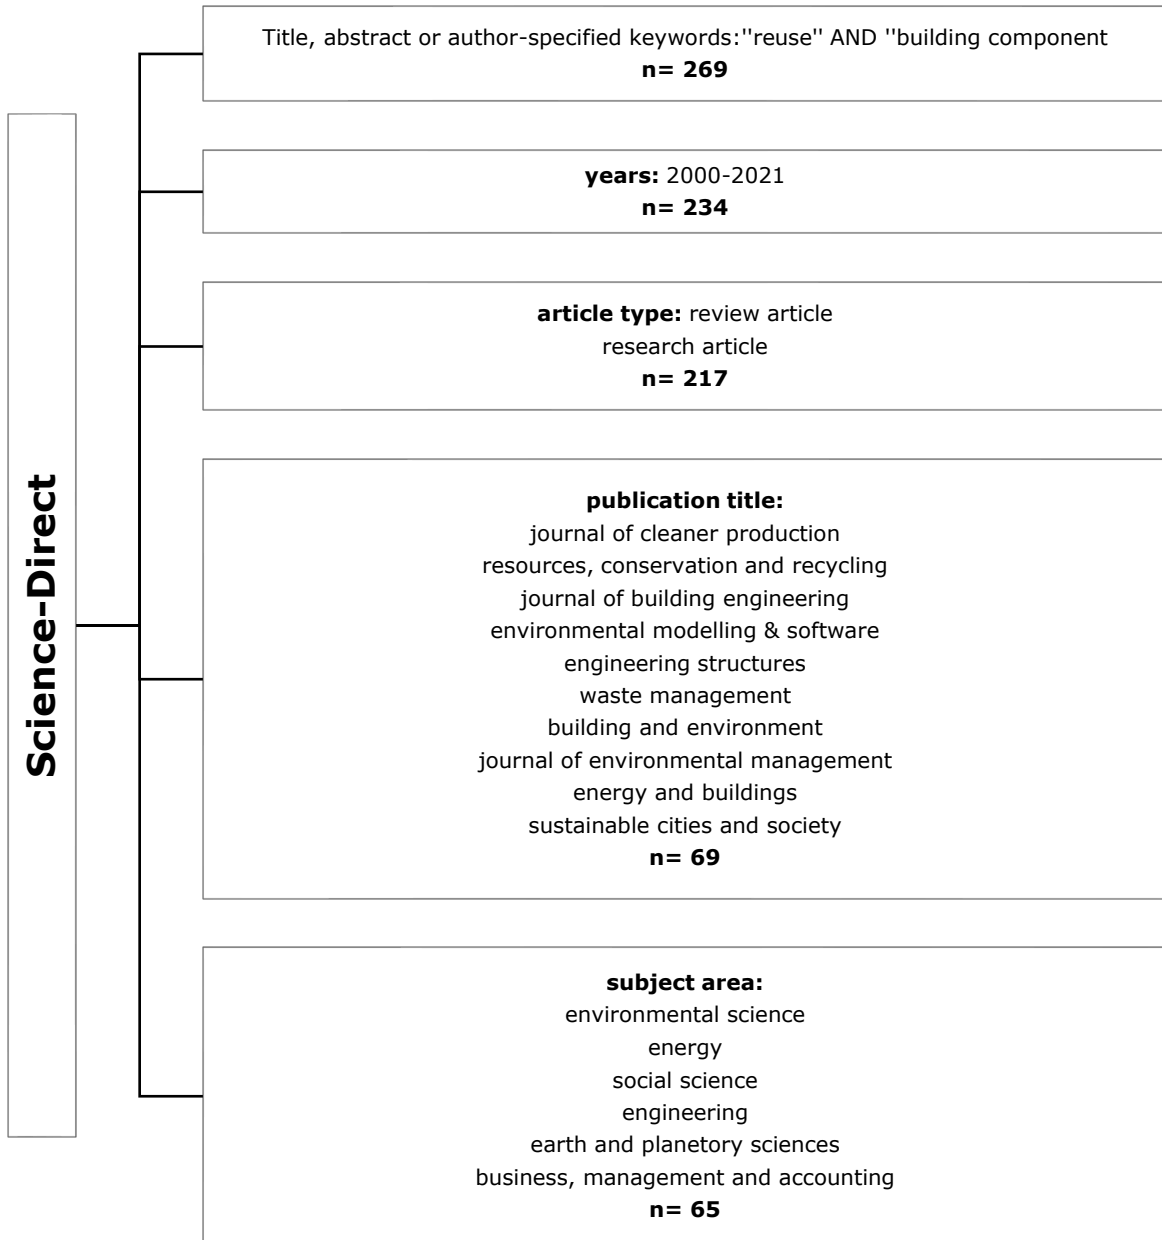 Science-Direct
Title, abstract or author-specified keywords:"reuse" AND "building component
n= 269
years: 2000-2021
n= 234
article type: review article
research article
n= 217
publication title:
journal of cleaner production
resources, conservation and recycling
journal of building engineering
environmental modelling & software
engineering structures
waste management
building and environment
journal of environmental management
energy and buildings
sustainable cities and society
n= 69
subject area:
environmental science
energy
social science
engineering
earth and planetory sciences
business, management and accounting
n= 65